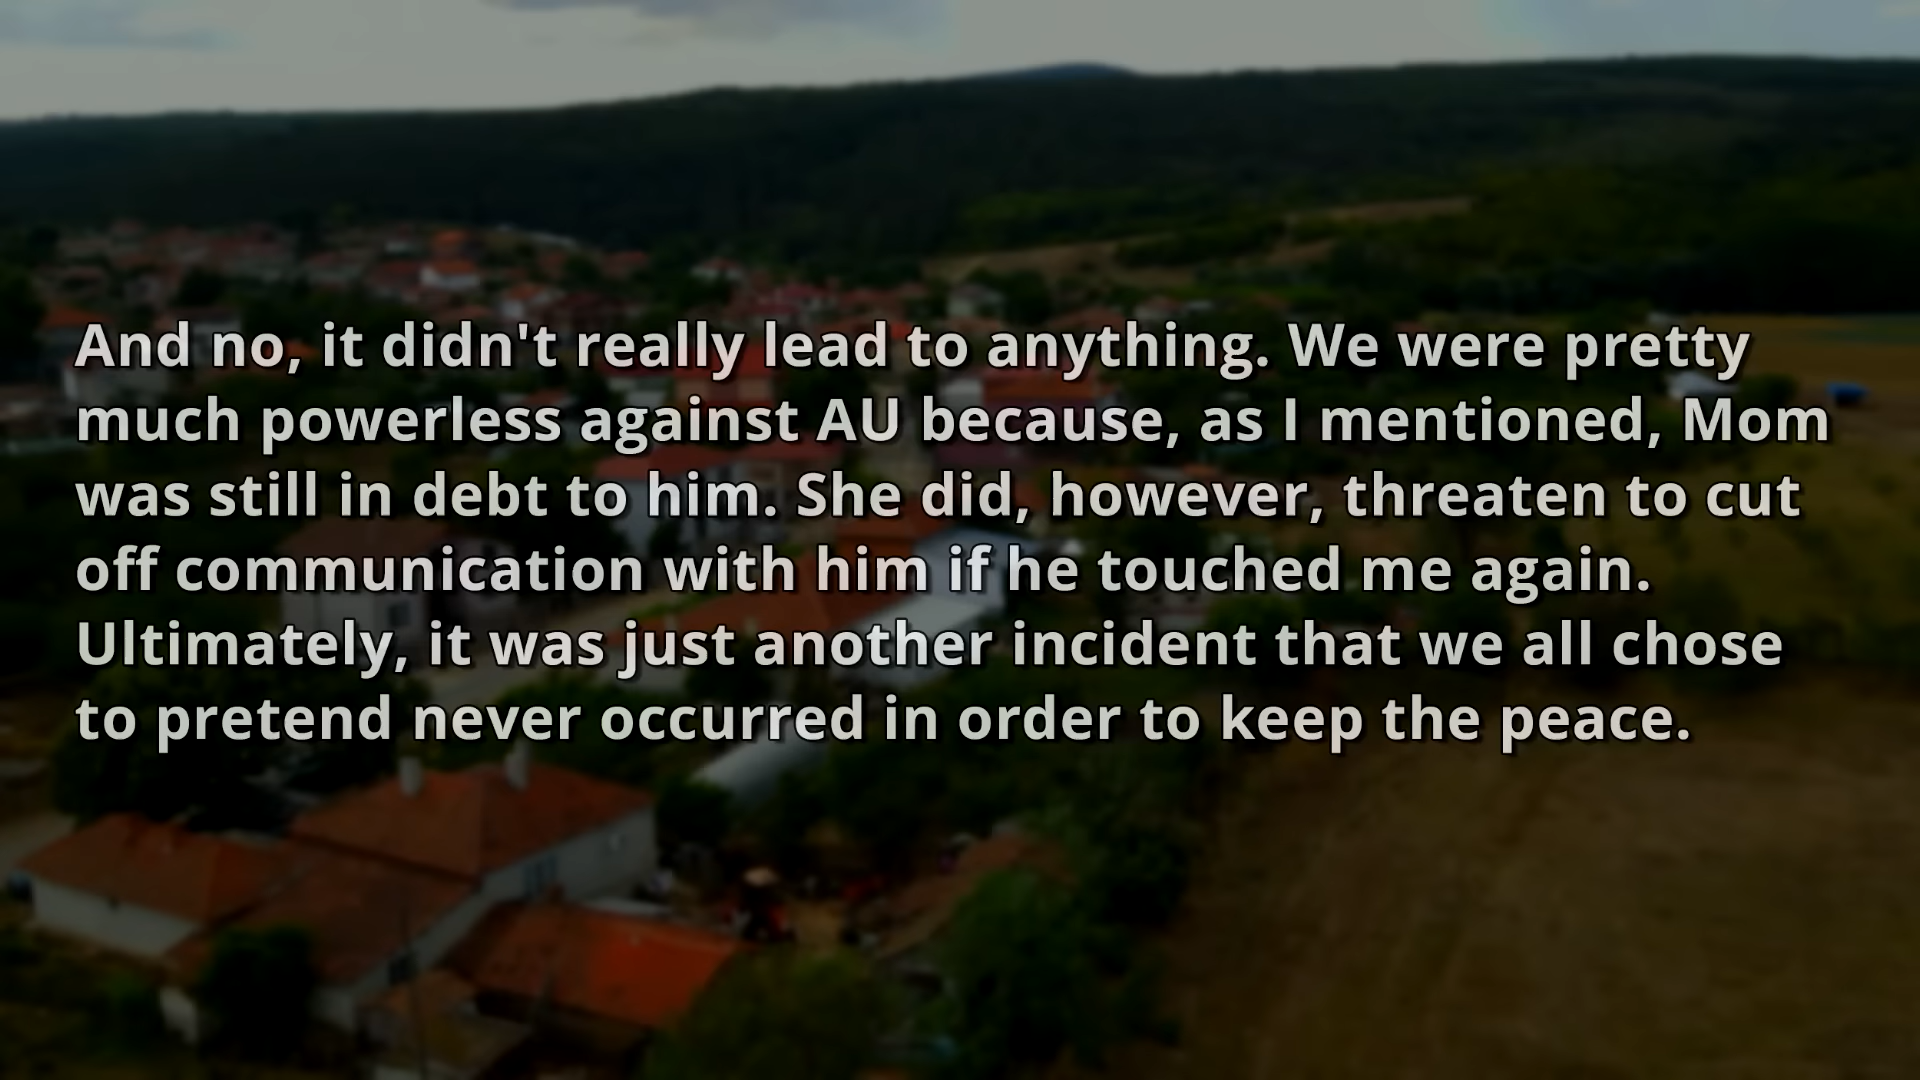 And no, it didn't really lead to anything. We were pretty
much powerless against AU because, as I mentioned, Mom
was still in debt to him. She did, however, threaten to cut
off communication with him if he touched me again.
Ultimately, it was just another incident that we all chose
to pretend never occurred in order to keep the peace.